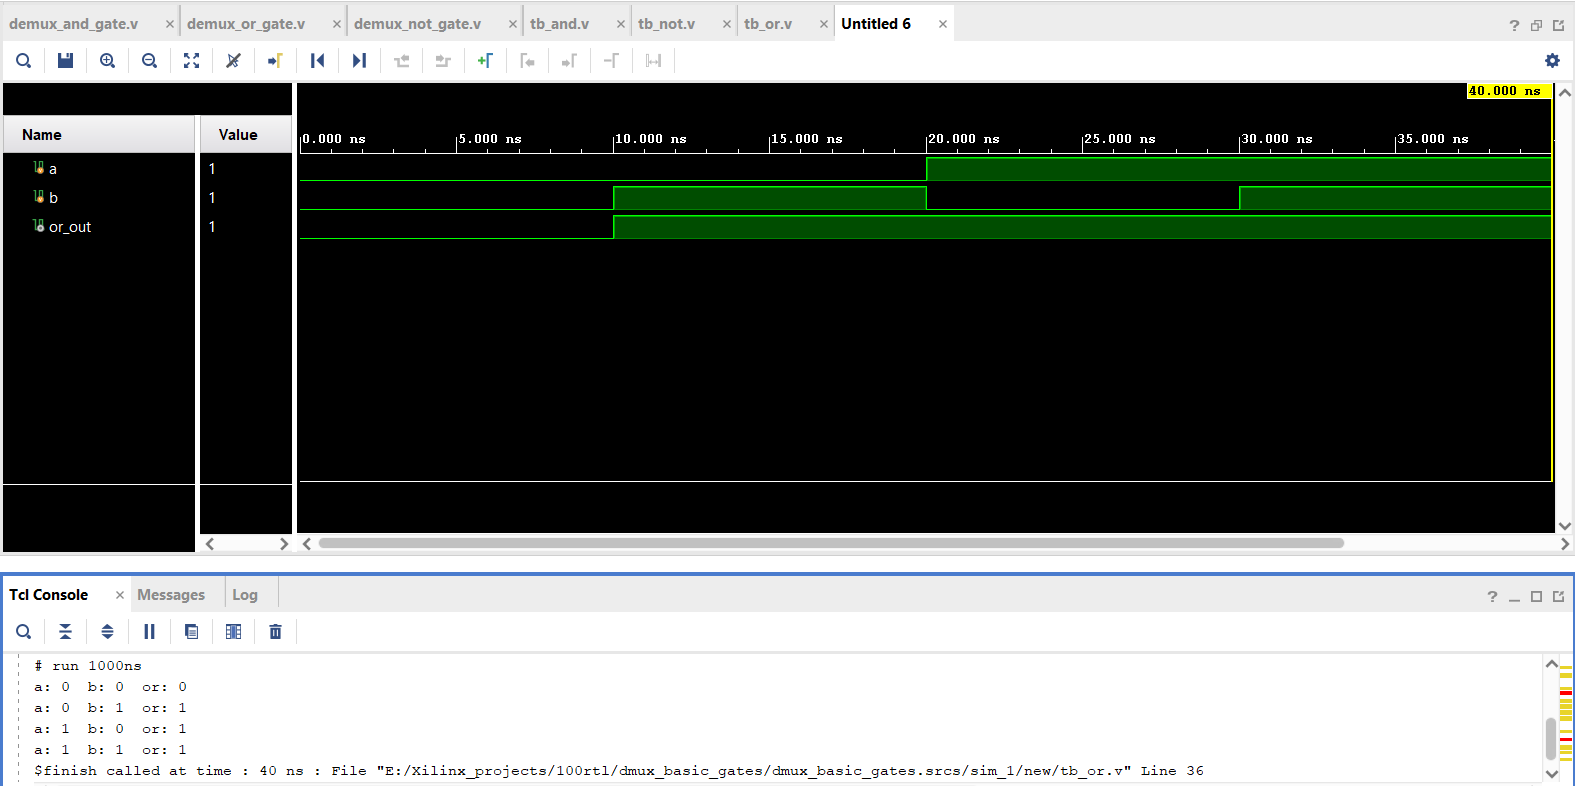 demux_and_gate.v × demux_or_gate.v × demux_not_gate.v × tb_and.v × tb_not.v × tb_or.v × Untitled 6 ×
40.000 ns
Name Value
0.000 ns 5.000 ns 10.000 ns 15.000 ns 20.000 ns 25.000 ns 30.000 ns 35.000 ns
a 1
b 1
or_out 1
Tcl Console × Messages Log
# run 1000ns
a: 0 b: 0 or: 0
a: 0 b: 1 or: 1
a: 1 b: 0 or: 1
a: 1 b: 1 or: 1
$finish called at time : 40 ns : File "E:/Xilinx_projects/100rtl/dmux_basic_gates/dmux_basic_gates.srcs/sim_1/new/tb_or.v" Line 36